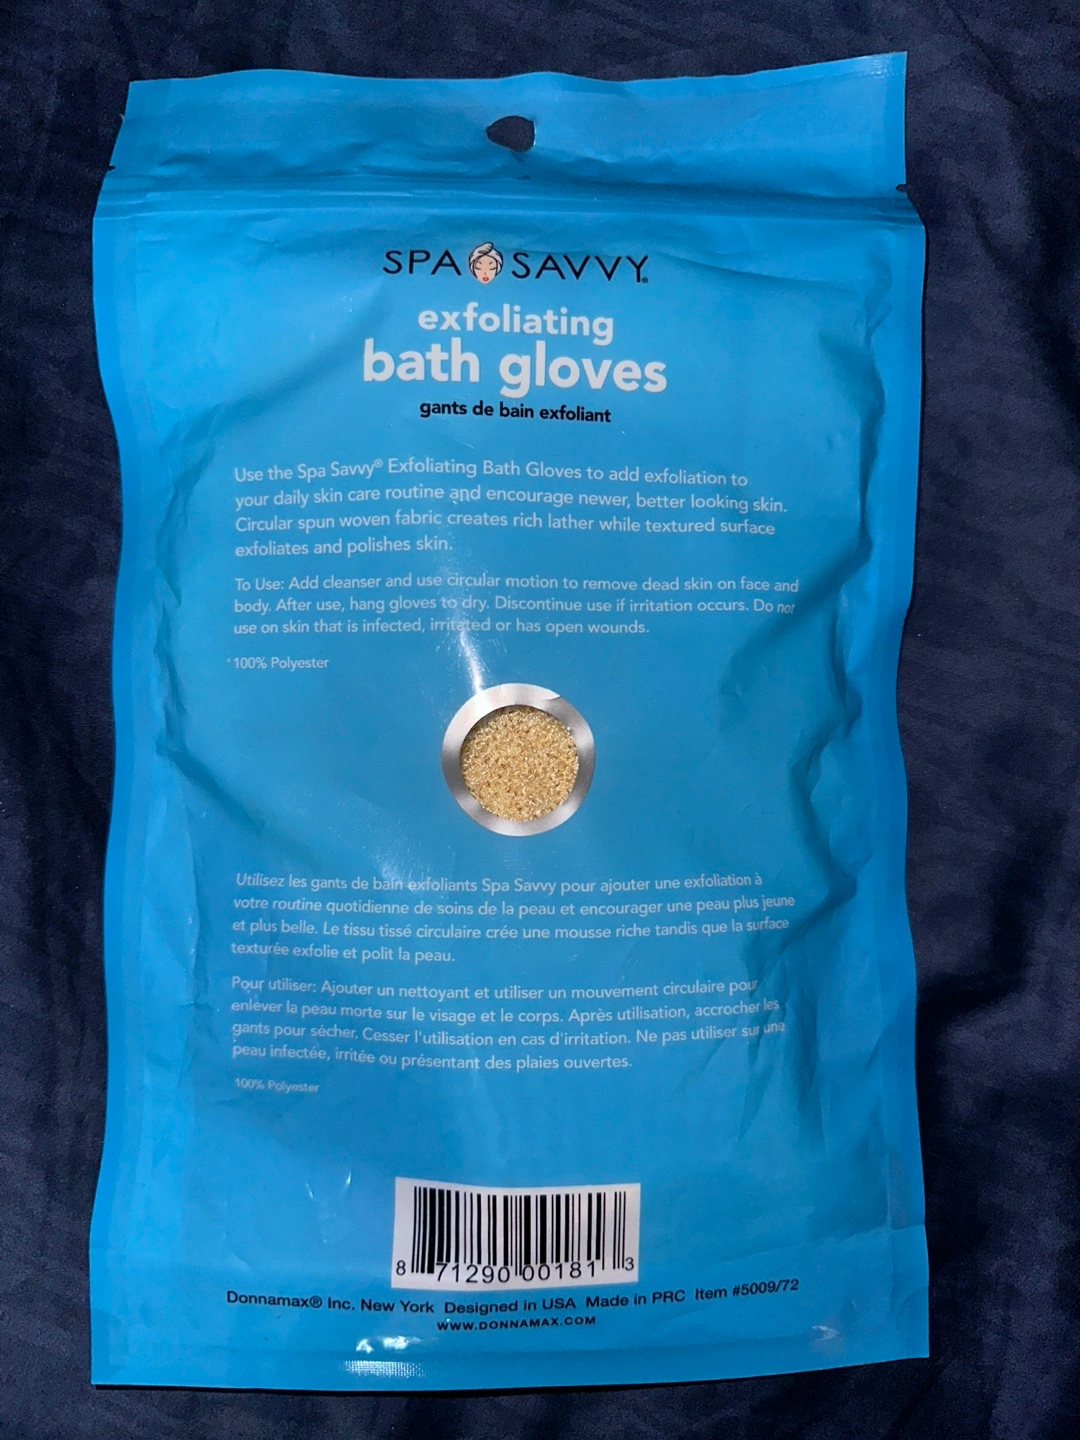 SPA SAVVY®
exfoliating
bath gloves
gants de bain exfoliant
Use the Spa Savvy® Exfoliating Bath Gloves to add exfoliation to
your daily skin care routine and encourage newer, better looking skin.
Circular spun woven fabric creates rich lather while textured surface
exfoliates and polishes skin.
To Use: Add cleanser and use circular motion to remove dead skin on face and
body. After use, hang gloves to dry. Discontinue use if irritation occurs. Do not
use on skin that is infected, irritated or has open wounds.
*100% Polyester
Utilisez les gants de bain exfoliants Spa Savvy pour ajouter une exfoliation à
votre routine quotidienne de soins de la peau et encourager une peau plus jeune
et plus belle. Le tissu tissé circulaire crée une mousse riche tandis que la surface
texturée exfolie et polit la peau.
Pour utiliser: Ajouter un nettoyant et utiliser un mouvement circulaire pour
enlever la peau morte sur le visage et le corps. Après utilisation, accrocher les
gants pour sécher. Cesser l'utilisation en cas d'irritation. Ne pas utiliser sur une
peau infectée, irritée ou présentant des plaies ouvertes.
100% Polyester
8 71290 00181 3
Donnamax® Inc. New York Designed in USA Made in PRC Item #5009/72
WWW.DONNAMAX.COM